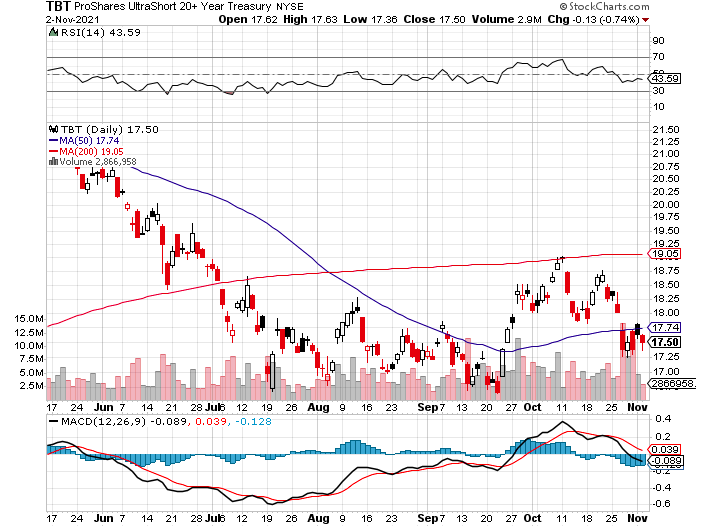 TBT ProShares UltraShort 20+ Year Treasury NYSE © StockCharts.com
2-Nov-2021 Open 17.62 High 17.63 Low 17.36 Close 17.50 Volume 2.9M Chg -0.13 (-0.74%)
RSI(14) 43.59
90
70
50
43.59
30
10
TBT (Daily) 17.50
MA(50) 17.74
MA(200) 19.05
Volume 2,866,958
21.50
21.25
21.00
20.75
20.50
20.25
20.00
19.75
19.50
19.25
19.05
18.75
18.50
18.25
18.00
17.74
17.50
17.25
17.00
2866958
15.0M
12.5M
10.0M
7.5M
5.0M
2.5M
17 24 Jun 7 14 21 28 Jul 6 12 19 26 Aug 9 16 23 Sep 7 13 20 27 Oct 11 18 25 Nov
MACD(12,26,9) -0.089, 0.039, -0.128
0.4
0.2
0.039
-0.089
-0.2
-0.4
-0.6
17 24 Jun 7 14 21 28 Jul 6 12 19 26 Aug 9 16 23 Sep 7 13 20 27 Oct 11 18 25 Nov